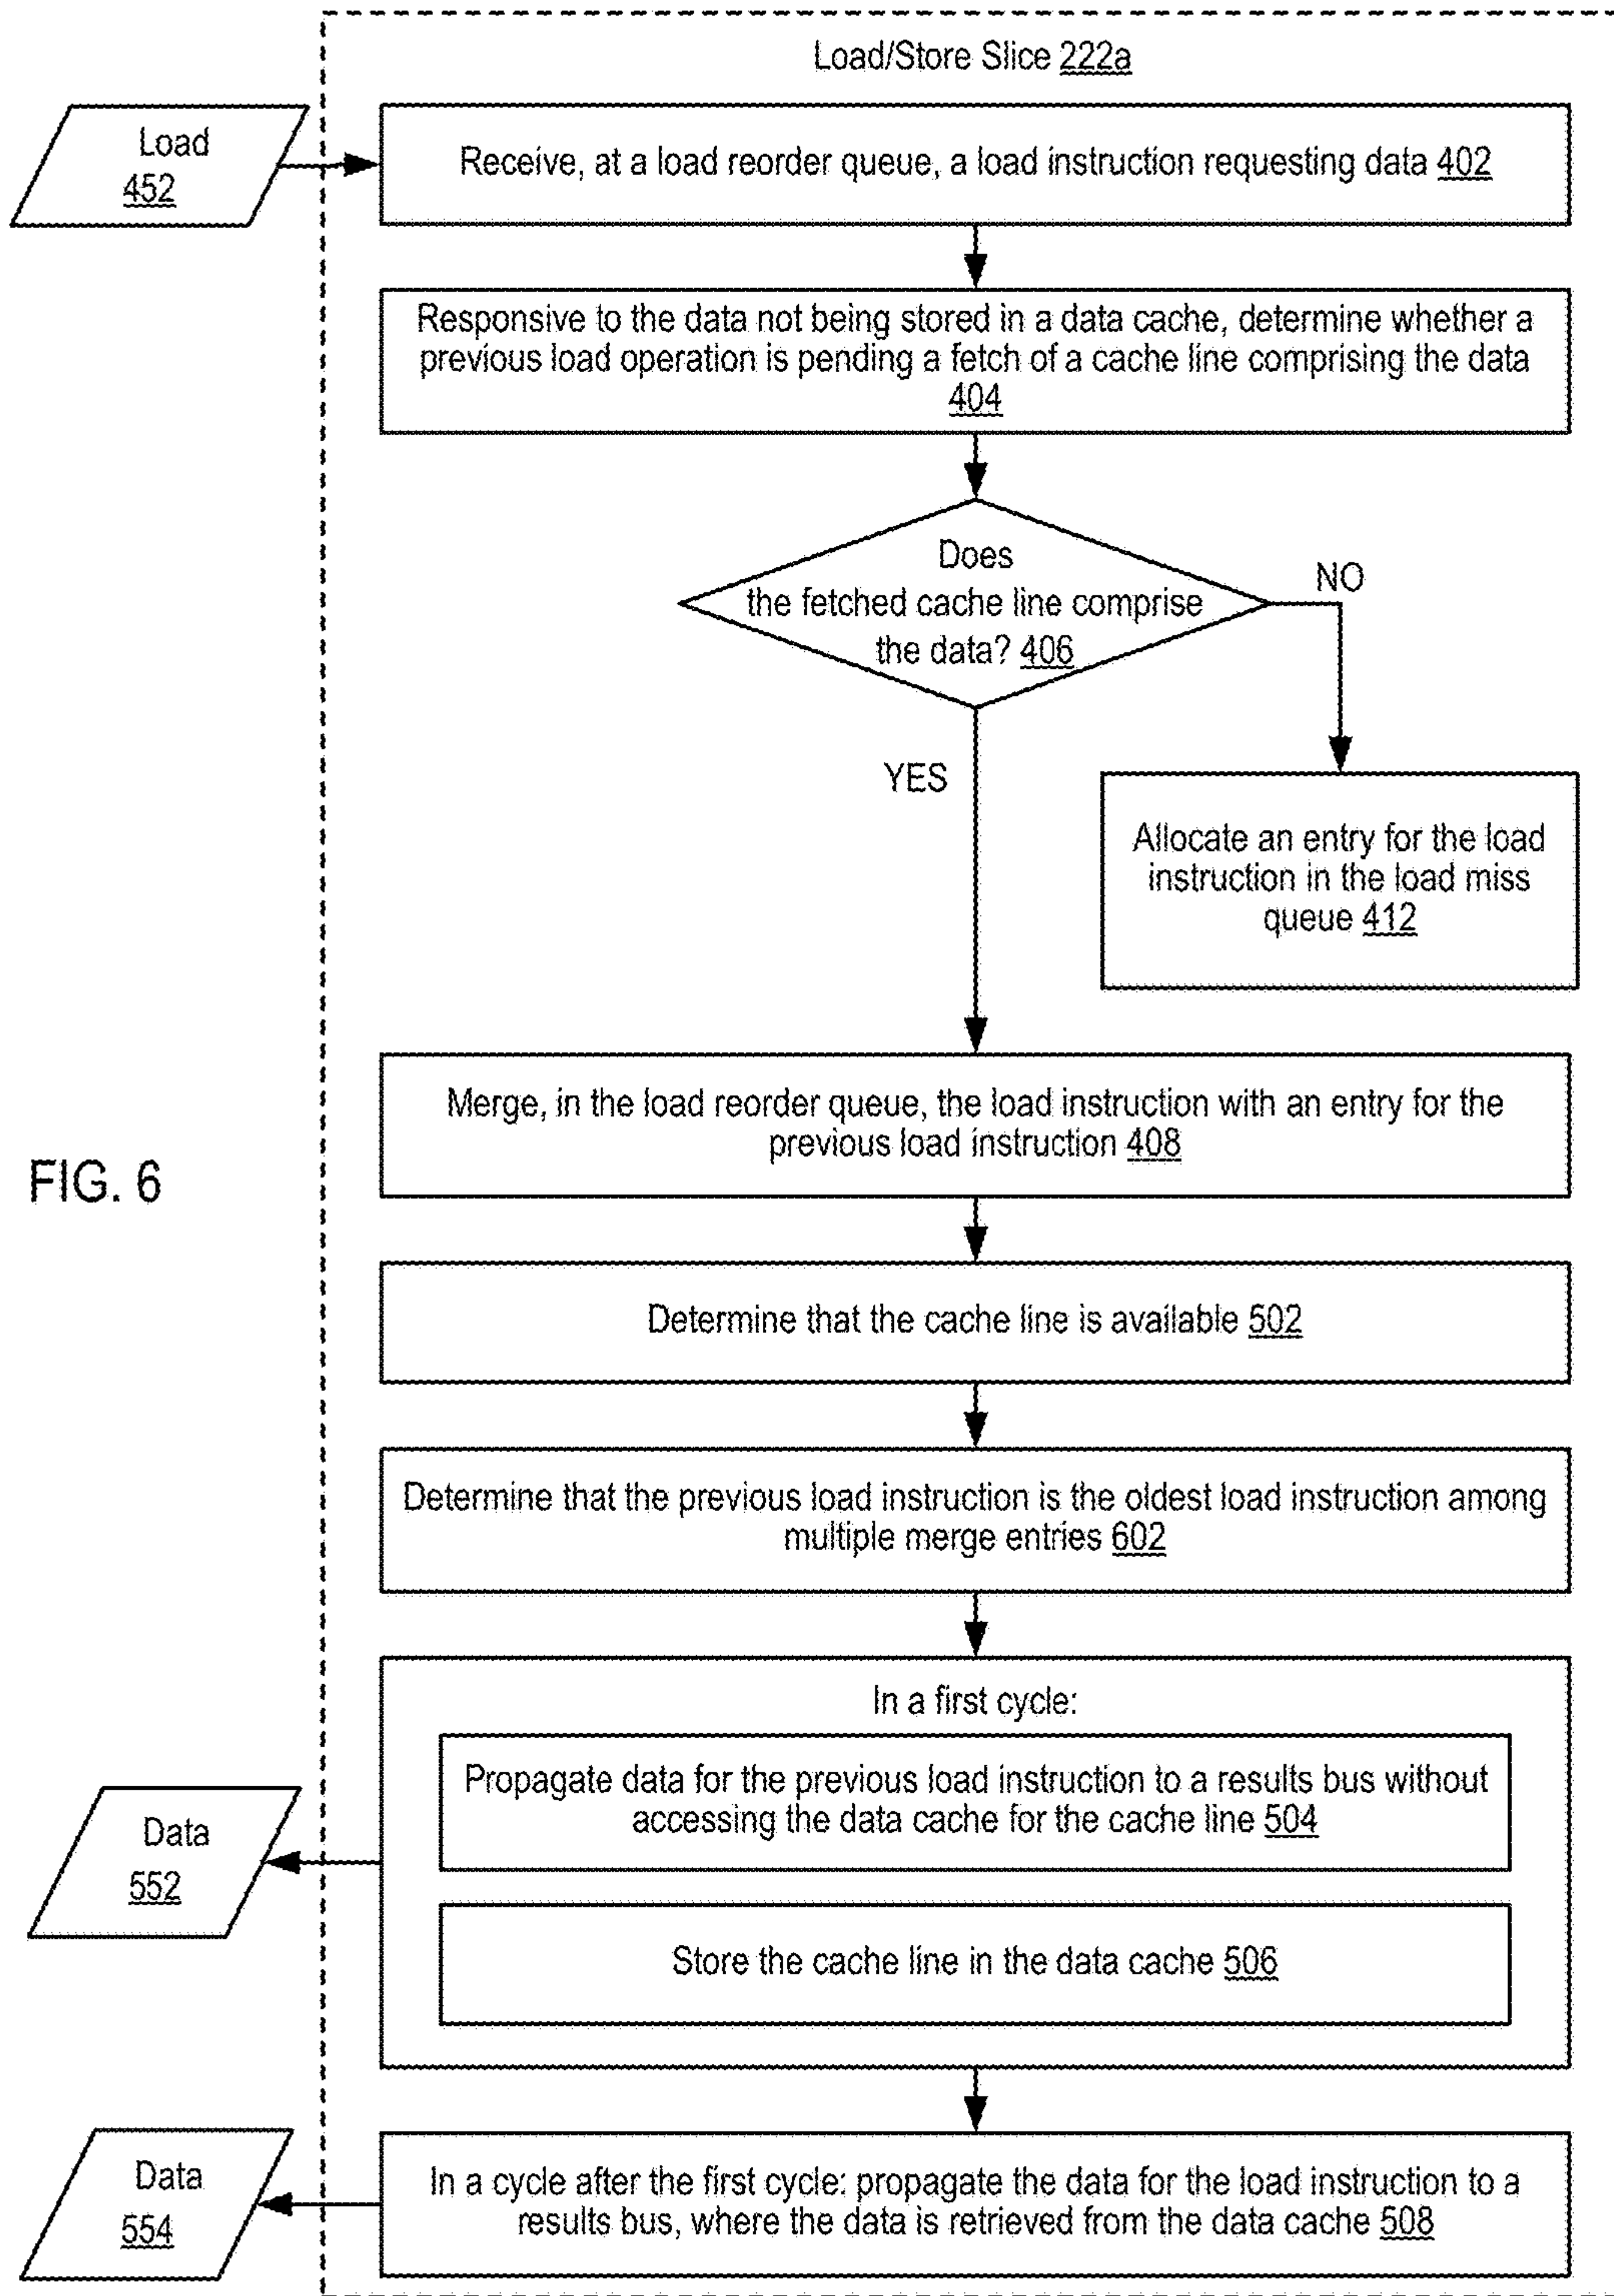 Load/Store Slice 222a
Load
452
Receive, at a load reorder queue, a load instruction requesting data 402
Responsive to the data not being stored in a data cache, determine whether a
previous load operation is pending a fetch of a cache line comprising the data
404
Does
the fetched cache line comprise
the data? 406
NO
YES
Allocate an entry for the load
instruction in the load miss
queue 412
Merge, in the load reorder queue, the load instruction with an entry for the
previous load instruction 408
FIG. 6
Determine that the cache line is available 502
Determine that the previous load instruction is the oldest load instruction among
multiple merge entries 602
In a first cycle:
Propagate data for the previous load instruction to a results bus without
accessing the data cache for the cache line 504
Data
552
Store the cache line in the data cache 506
Data
554
In a cycle after the first cycle: propagate the data for the load instruction to a
results bus, where the data is retrieved from the data cache 508